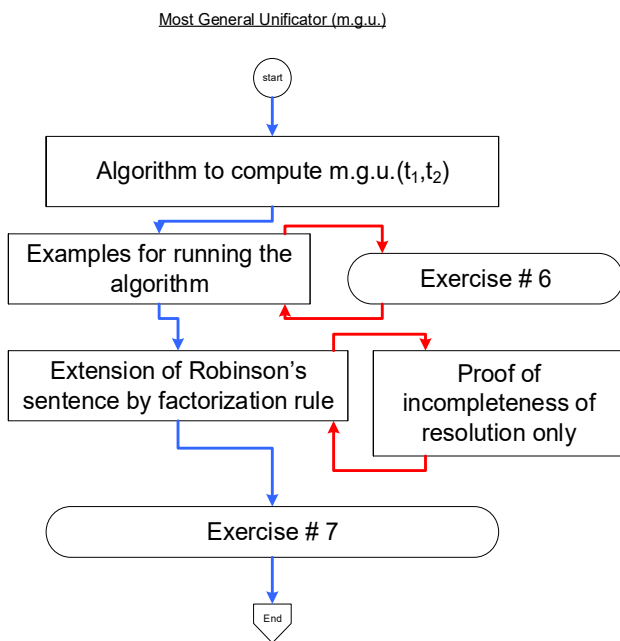 Most General Unificator (m.g.u.)
start
Algorithm to compute m.g.u.(t₁,t₂)
Examples for running the
algorithm
Exercise # 6
Extension of Robinson's
sentence by factorization rule
Proof of
incompleteness of
resolution only
Exercise # 7
End